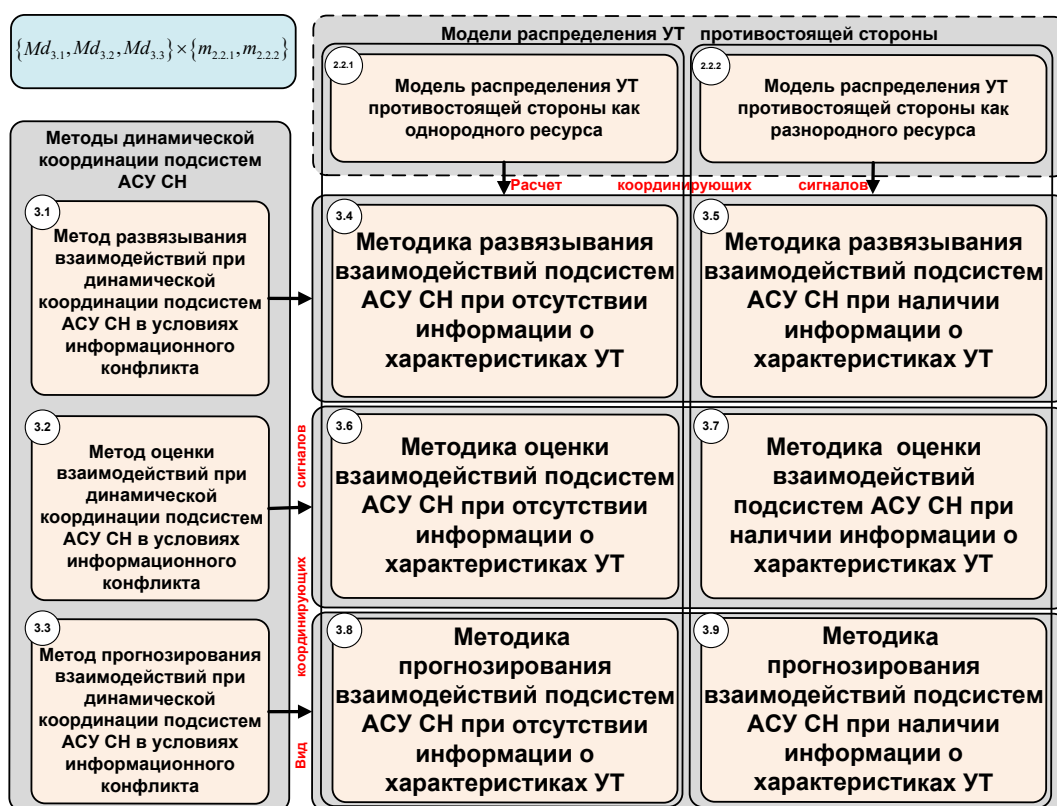 {Md3.1, Md3.2, Md3.3} × {m2.2.1, m2.2.2}
Модели распределения УТ противостоящей стороны
2.2.1
Модель распределения УТ
противостоящей стороны как
однородного ресурса
2.2.2
Модель распределения УТ
противостоящей стороны как
разнородного ресурса
Методы динамической
координации подсистем
АСУ СН
Расчет координирующих сигналов
3.1
Метод развязывания
взаимодействий при
динамической
координации подсистем
АСУ СН в условиях
информационного
конфликта
3.4
Методика развязывания
взаимодействий подсистем
АСУ СН при отсутствии
информации о
характеристиках УТ
3.5
Методика развязывания
взаимодействий подсистем
АСУ СН при наличии
информации о
характеристиках УТ
3.2
Метод оценки
взаимодействий при
динамической
координации подсистем
АСУ СН в условиях
информационного
конфликта
Вид координирующих сигналов
3.6
Методика оценки
взаимодействий подсистем
АСУ СН при отсутствии
информации о
характеристиках УТ
3.7
Методика оценки
взаимодействий
подсистем АСУ СН при
наличии информации о
характеристиках УТ
3.3
Метод прогнозирования
взаимодействий при
динамической
координации подсистем
АСУ СН в условиях
информационного
конфликта
3.8
Методика
прогнозирования
взаимодействий подсистем
АСУ СН при отсутствии
информации о
характеристиках УТ
3.9
Методика
прогнозирования
взаимодействий подсистем
АСУ СН при наличии
информации о
характеристиках УТ